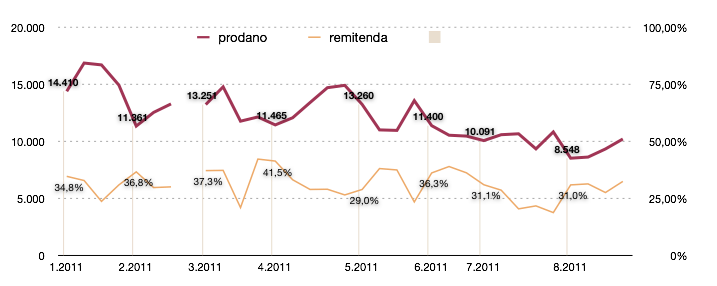 20.000 100,00%
prodano remitenda
15.000 75,00%
14.410 11.361 13.251 11.465 13.260 11.400 10.091 8.548
10.000 50,00%
34,8% 36,8% 37,3% 41,5% 29,0% 36,3% 31,1% 31,0%
5.000 25,00%
0 0%
1.2011 2.2011 3.2011 4.2011 5.2011 6.2011 7.2011 8.2011